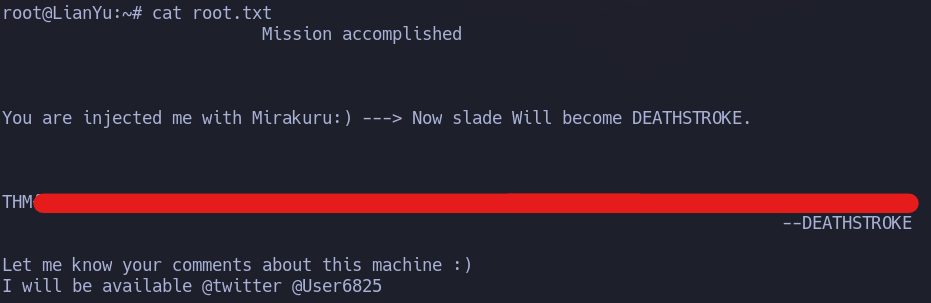 root@LianYu:~# cat root.txt
Mission accomplished
You are injected me with Mirakuru:) ---> Now slade Will become DEATHSTROKE.
THM
--DEATHSTROKE
Let me know your comments about this machine :)
I will be available @twitter @User6825